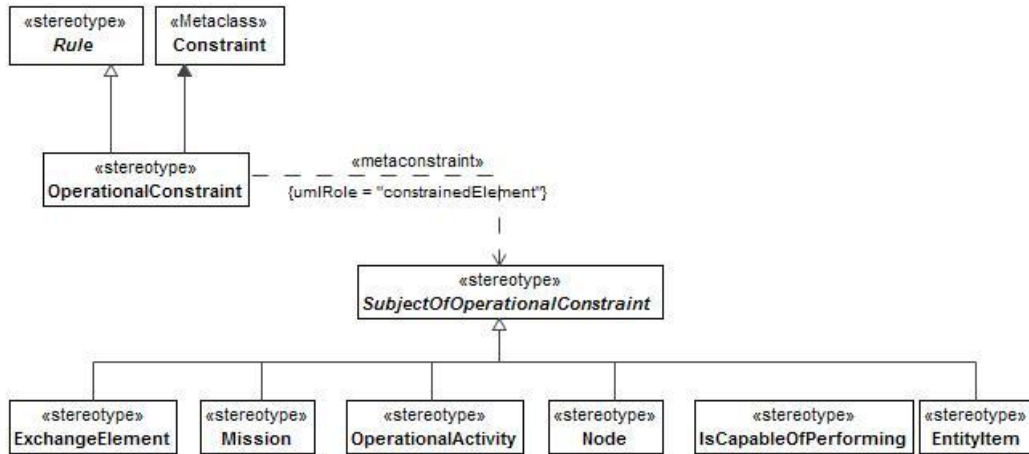 «stereotype»
Rule
«Metaclass»
Constraint
«stereotype»
OperationalConstraint
«metaconstraint»
{umlRole = "constrainedElement"}
«stereotype»
SubjectOfOperationalConstraint
«stereotype»
ExchangeElement
«stereotype»
Mission
«stereotype»
OperationalActivity
«stereotype»
Node
«stereotype»
IsCapableOfPerforming
«stereotype»
EntityItem